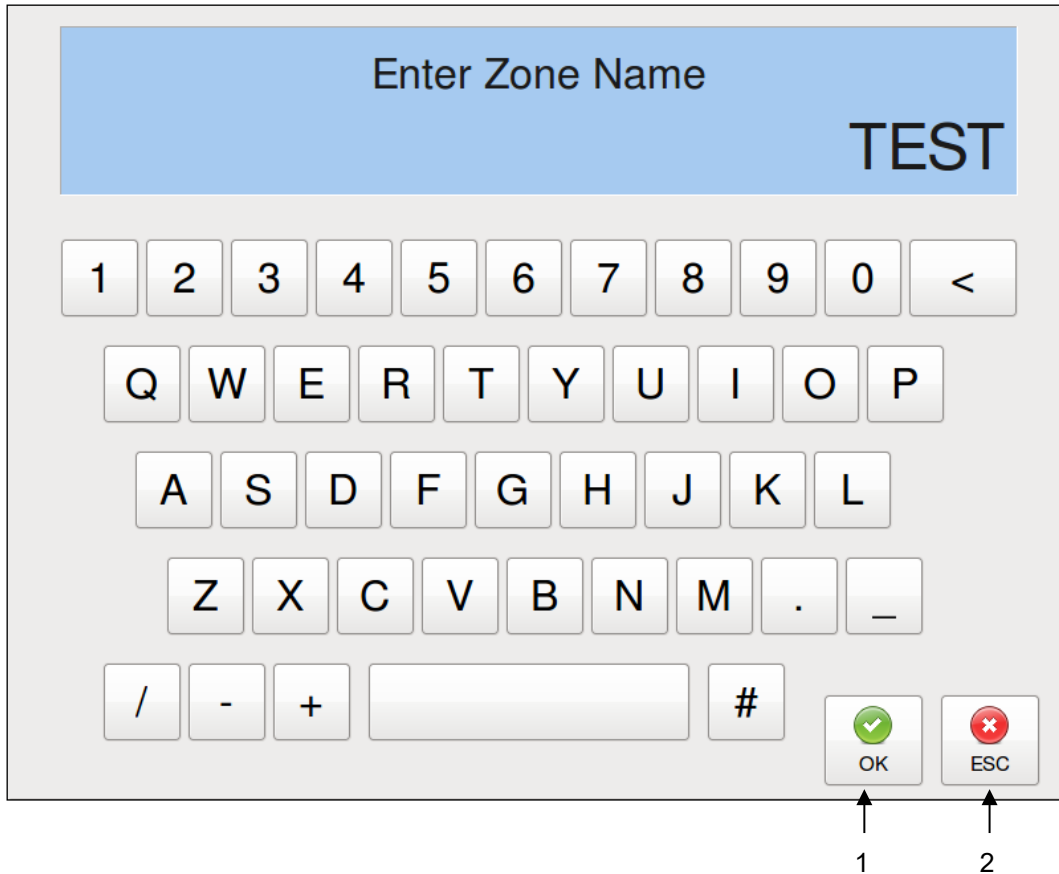 Enter Zone Name
TEST
1 2 3 4 5 6 7 8 9 0 <
Q W E R T Y U I O P
A S D F G H J K L
Z X C V B N M . _
/ - + #
OK ESC
1 2